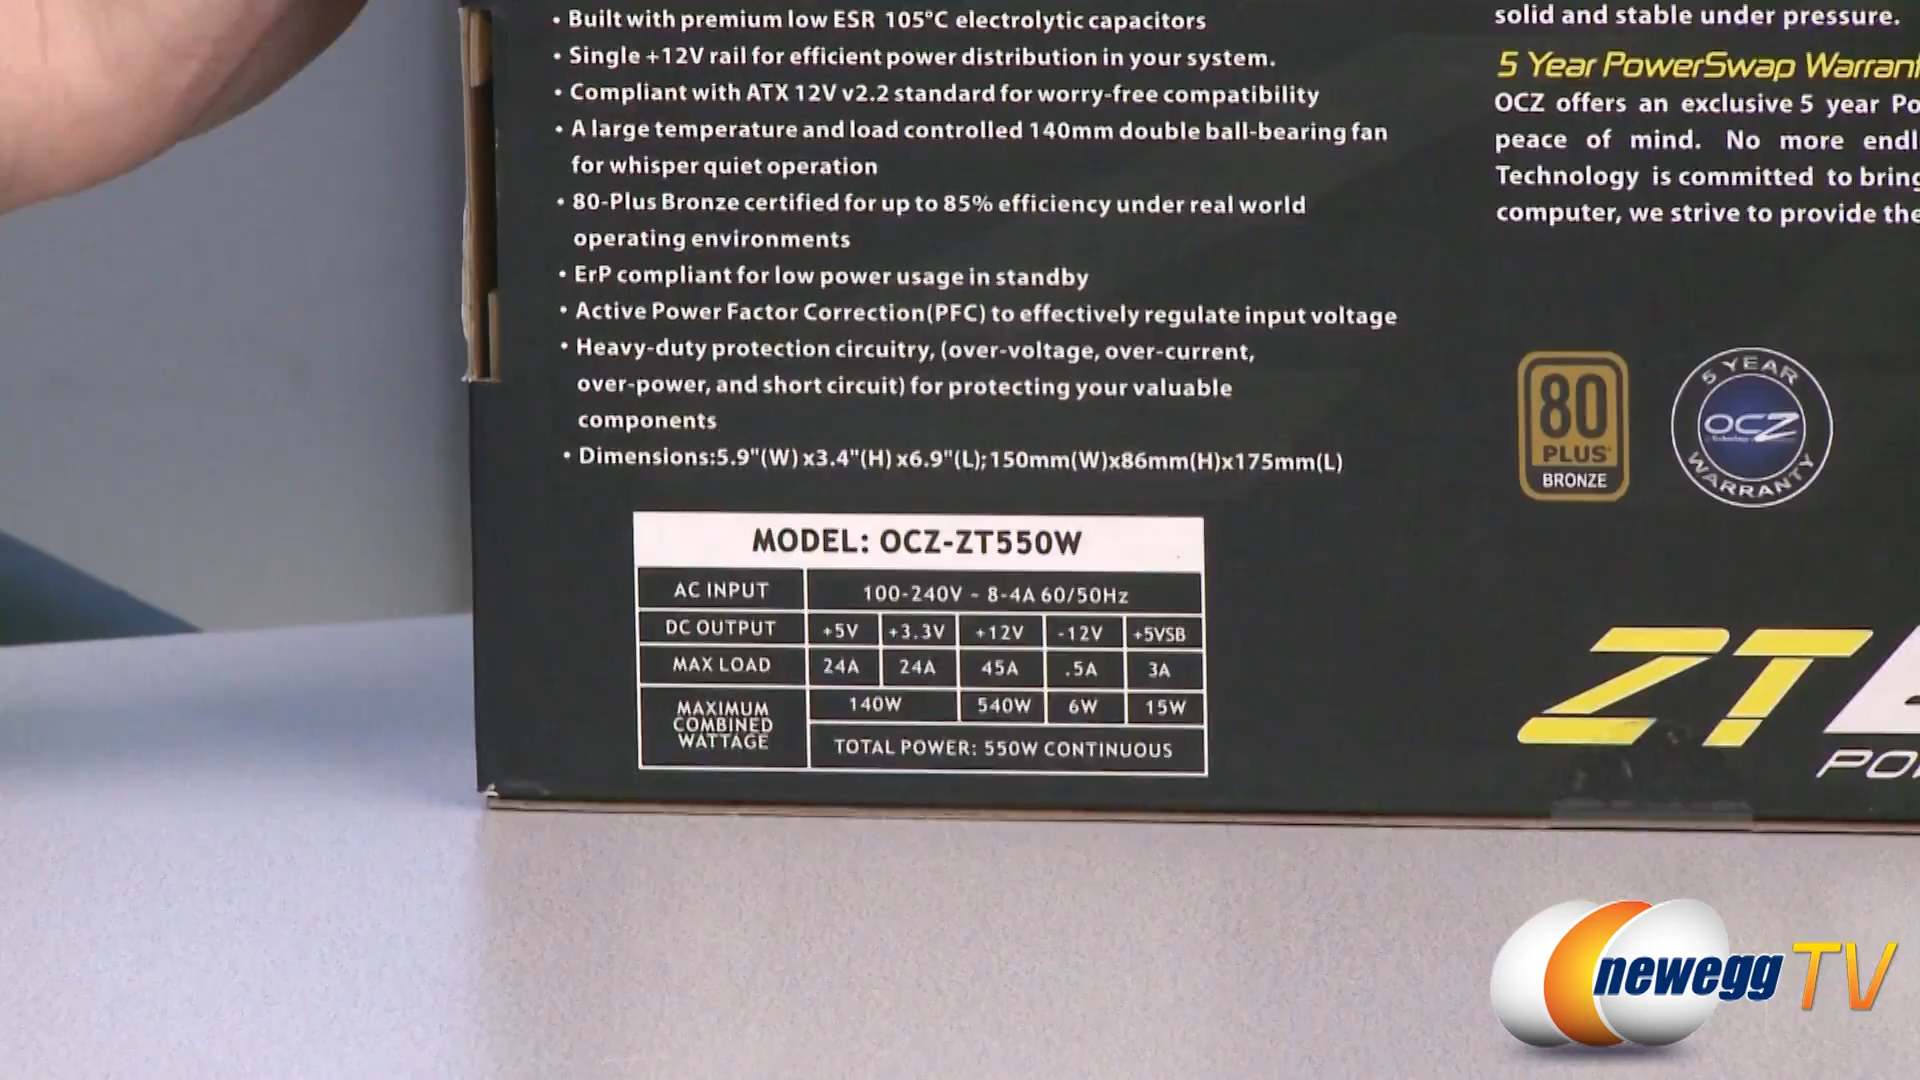 • Built with premium low ESR 105°C electrolytic capacitors
• Single +12V rail for efficient power distribution in your system.
• Compliant with ATX 12V v2.2 standard for worry-free compatibility
• A large temperature and load controlled 140mm double ball-bearing fan
for whisper quiet operation
• 80-Plus Bronze certified for up to 85% efficiency under real world
operating environments
• ErP compliant for low power usage in standby
• Active Power Factor Correction(PFC) to effectively regulate input voltage
• Heavy-duty protection circuitry, (over-voltage, over-current,
over-power, and short circuit) for protecting your valuable
components
• Dimensions:5.9"(W) x3.4"(H) x6.9"(L); 150mm(W)x86mm(H)x175mm(L)
MODEL: OCZ-ZT550W
AC INPUT 100-240V - 8-4A 60/50Hz
DC OUTPUT +5V +3.3V +12V -12V +5VSB
MAX LOAD 24A 24A 45A .5A 3A
MAXIMUM
COMBINED
WATTAGE
140W 540W 6W 15W
TOTAL POWER: 550W CONTINUOUS
solid and stable under pressure.
5 Year PowerSwap Warrant
OCZ offers an exclusive 5 year Po
peace of mind. No more endl
Technology is committed to bring
computer, we strive to provide the
80
PLUS
BRONZE
5 YEAR
OCZ
Technology
WARRANTY
ZT
PO
newegg TV